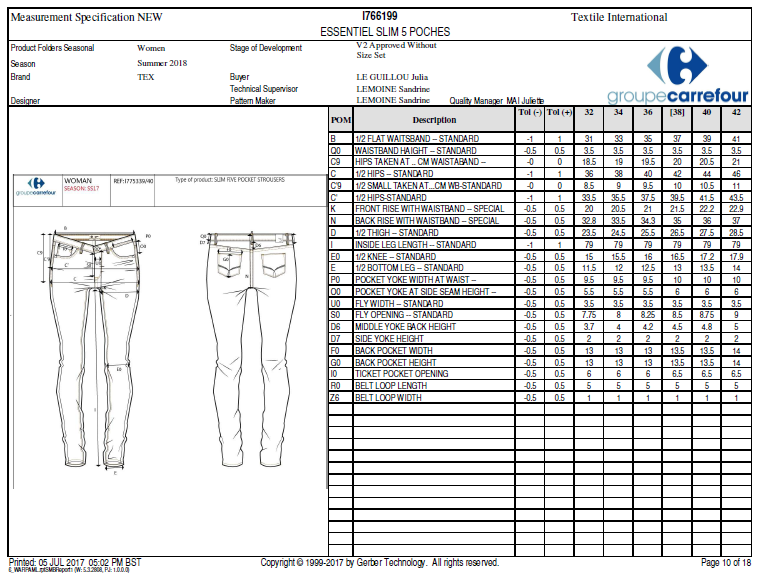 Measurement Specification NEW I766199 Textile International
ESSENTIEL SLIM 5 POCHES
Product Folders Seasonal Women Stage of Development V2 Approved Without Size Set
Season Summer 2018
Brand TEX Buyer LE GUILLOU Julia
Technical Supervisor LEMOINE Sandrine
Designer Pattern Maker LEMOINE Sandrine Quality Manager MAI Juliette
groupecarrefour
POM Description Tol (-) Tol (+) 32 34 36 [38] 40 42
B 1/2 FLAT WAITSBAND -- STANDARD -1 1 31 33 35 37 39 41
Q0 WAISTBAND HAIGHT -- STANDARD -0.5 0.5 3.5 3.5 3.5 3.5 3.5 3.5
C9 HIPS TAKEN AT .. CM WAISTABAND -- -0 0 18.5 19 19.5 20 20.5 21
C 1/2 HIPS -- STANDARD -1 1 36 38 40 42 44 46
C'9 1/2 SMALL TAKEN AT...CM WB-STANDARD -0 0 8.5 9 9.5 10 10.5 11
C' 1/2 HIPS-STANDARD -1 1 33.5 35.5 37.5 39.5 41.5 43.5
K FRONT RISE WITH WAISTBAND -- SPECIAL -0.5 0.5 20 20.5 21 21.5 22.2 22.9
N BACK RISE WITH WAISTBAND -- SPECIAL -0.5 0.5 32.8 33.5 34.3 35 36 37
D 1/2 THIGH -- STANDARD -0.5 0.5 23.5 24.5 25.5 26.5 27.5 28.5
I INSIDE LEG LENGTH -- STANDARD -1 1 79 79 79 79 79 79
E0 1/2 KNEE -- STANDARD -0.5 0.5 15 15.5 16 16.5 17.2 17.9
E 1/2 BOTTOM LEG -- STANDARD -0.5 0.5 11.5 12 12.5 13 13.5 14
P0 POCKET YOKE WIDTH AT WAIST -- -0.5 0.5 9.5 9.5 9.5 10 10 10
O0 POCKET YOKE AT SIDE SEAM HEIGHT -- -0.5 0.5 5.5 5.5 5.5 6 6 6
U0 FLY WIDTH -- STANDARD -0.5 0.5 3.5 3.5 3.5 3.5 3.5 3.5
S0 FLY OPENING -- STANDARD -0.5 0.5 7.75 8 8.25 8.5 8.75 9
D6 MIDDLE YOKE BACK HEIGHT -0.5 0.5 3.7 4 4.2 4.5 4.8 5
D7 SIDE YOKE HEIGHT -0.5 0.5 2 2 2 2 2 2
F0 BACK POCKET WIDTH -0.5 0.5 13 13 13 13.5 13.5 14
G0 BACK POCKET HEIGHT -0.5 0.5 13 13 13 13.5 13.5 14
I0 TICKET POCKET OPENING -0.5 0.5 6 6 6 6.5 6.5 6.5
R0 BELT LOOP LENGTH -0.5 0.5 5 5 5 5 5 5
Z6 BELT LOOP WIDTH -0.5 0.5 1 1 1 1 1 1
groupecarrefour WOMAN REF:I775339/40 Type of product: SLIM FIVE POCKET STROUSERS
SEASON: SS17
B
P0
O0
C9
C'9
C'
C
D
E0
I
E
Q0
D7
D6
G0
N
Printed: 05 JUL 2017 05:02 PM BST Copyright © 1999-2017 by Gerber Technology. All rights reserved. Page 10 of 18